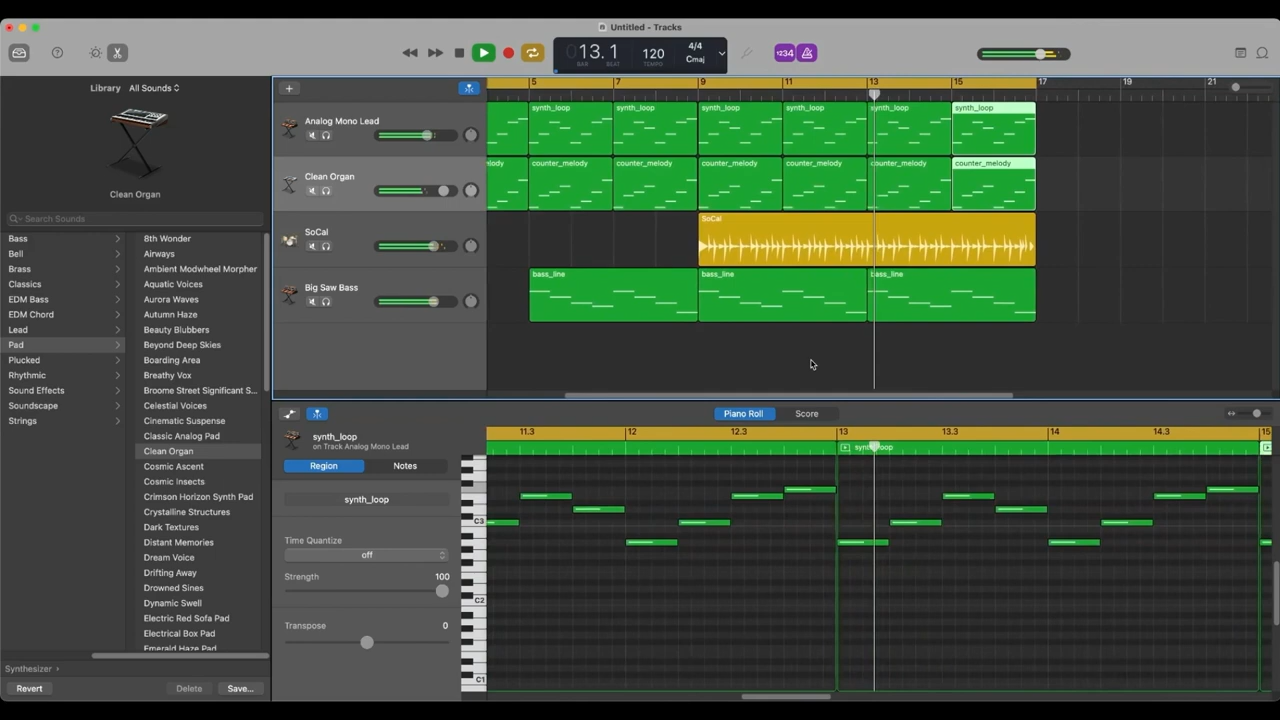 Untitled - Tracks
13. 1
BAR BEAT
120
TEMPO
4/4
Cmaj
1234
Library All Sounds
Clean Organ
Search Sounds
Bass
Bell
Brass
Classics
EDM Bass
EDM Chord
Lead
Pad
Plucked
Rhythmic
Sound Effects
Soundscape
Strings
8th Wonder
Airways
Ambient Modwheel Morpher
Aquatic Voices
Aurora Waves
Autumn Haze
Beauty Blubbers
Beyond Deep Skies
Boarding Area
Breathy Vox
Broome Street Significant S...
Celestial Voices
Cinematic Suspense
Classic Analog Pad
Clean Organ
Cosmic Ascent
Cosmic Insects
Crimson Horizon Synth Pad
Crystalline Structures
Dark Textures
Distant Memories
Dream Voice
Drifting Away
Drowned Sines
Dynamic Swell
Electric Red Sofa Pad
Electrical Box Pad
Emerald Haze Pad
Synthesizer
Revert
Delete
Save...
5 7 9 11 13 15 17 19 21
Analog Mono Lead
synth_loop synth_loop synth_loop synth_loop synth_loop synth_loop
Clean Organ
elody counter_melody counter_melody counter_melody counter_melody counter_melody counter_melody
SoCal
SoCal
Big Saw Bass
bass_line bass_line bass_line
Piano Roll Score
synth_loop
on Track Analog Mono Lead
Region Notes
synth_loop
Time Quantize
off
Strength 100
Transpose 0
11.3 12 12.3 13 13.3 14 14.3 15
synth_loop
C3
C2
C1